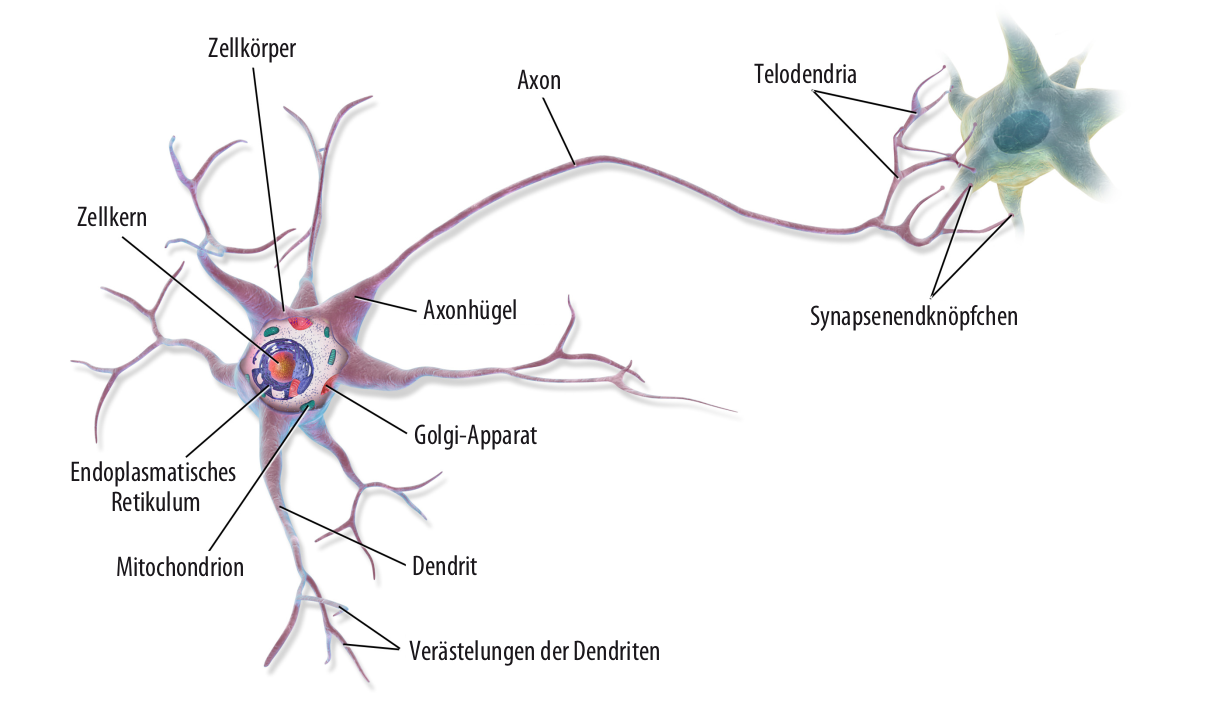 Zellkörper
Axon
Telodendria
Zellkern
Axonhügel
Synapsenendknöpfchen
Golgi-Apparat
Endoplasmatisches
Retikulum
Mitochondrion
Dendrit
Verästelungen der Dendriten